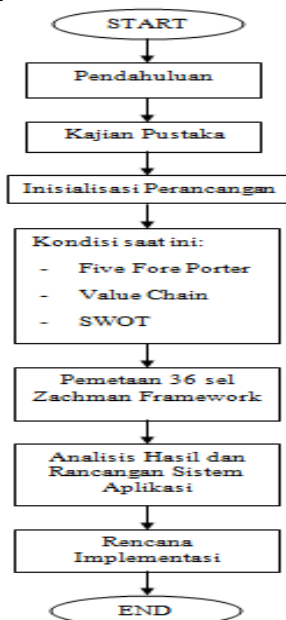 START
Pendahuluan
Kajian Pustaka
Inisialisasi Perancangan
Kondisi saat ini:
- Five Fore Porter
- Value Chain
- SWOT
Pemetaan 36 sel
Zachman Framework
Analisis Hasil dan
Rancangan Sistem
Aplikasi
Rencana
Implementasi
END